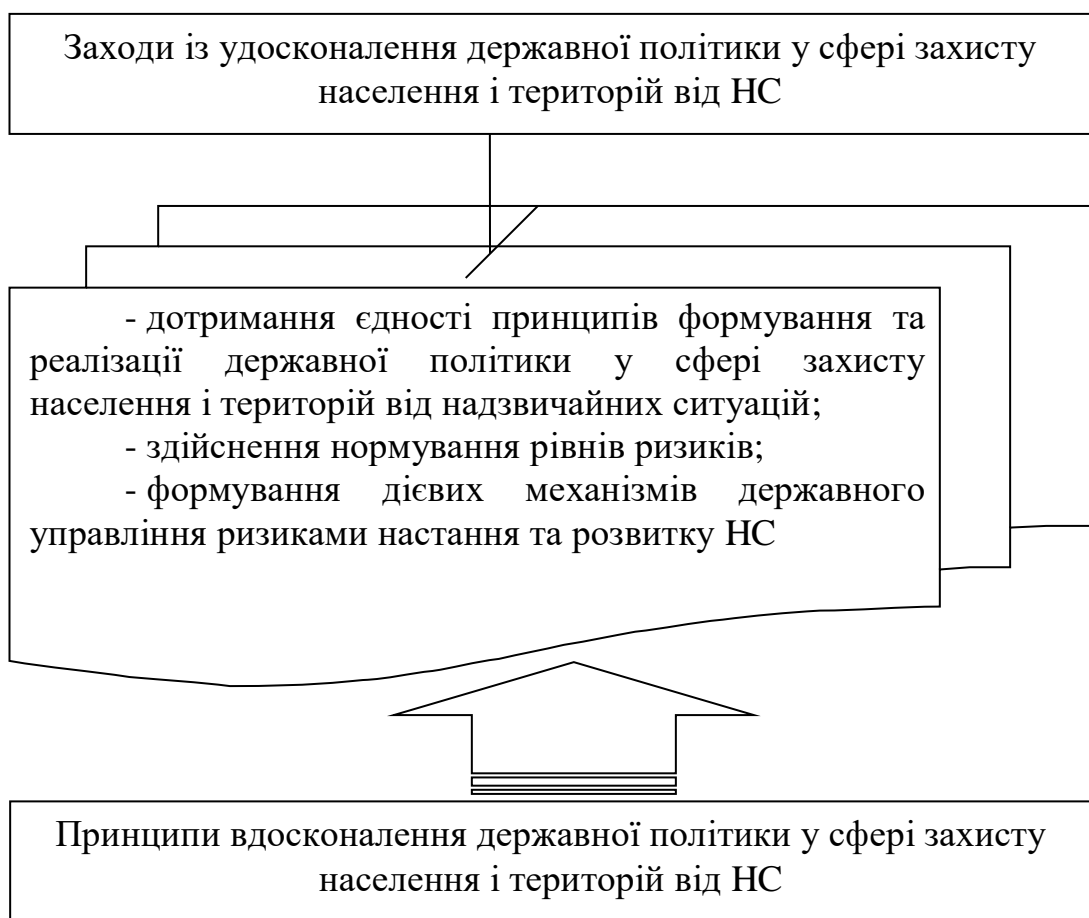 Заходи із удосконалення державної політики у сфері захисту
населення і територій від НС
- дотримання єдності принципів формування та
реалізації державної політики у сфері захисту
населення і територій від надзвичайних ситуацій;
- здійснення нормування рівнів ризиків;
- формування дієвих механізмів державного
управління ризиками настання та розвитку НС
Принципи вдосконалення державної політики у сфері захисту
населення і територій від НС